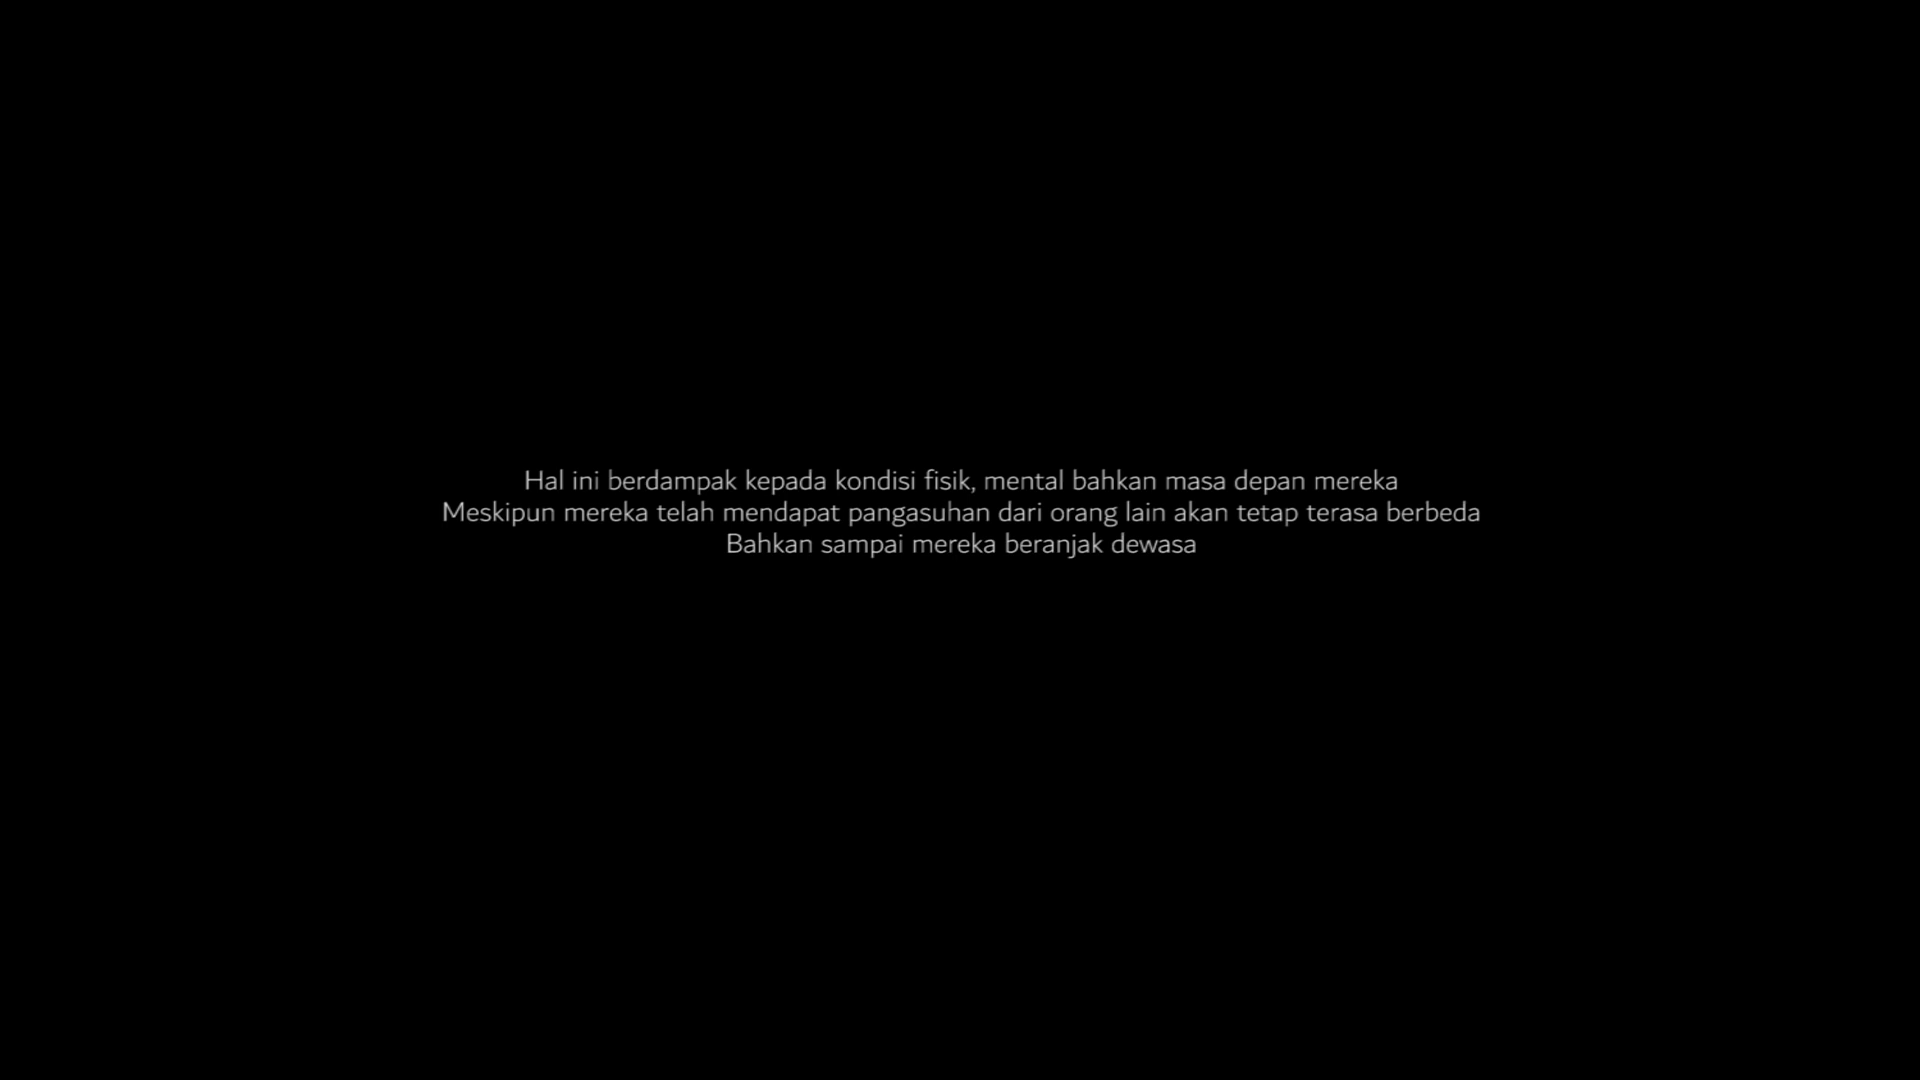 Hal ini berdampak kepada kondisi fisik, mental bahkan masa depan mereka
Meskipun mereka telah mendapat pangasuhan dari orang lain akan tetap terasa berbeda
Bahkan sampai mereka beranjak dewasa